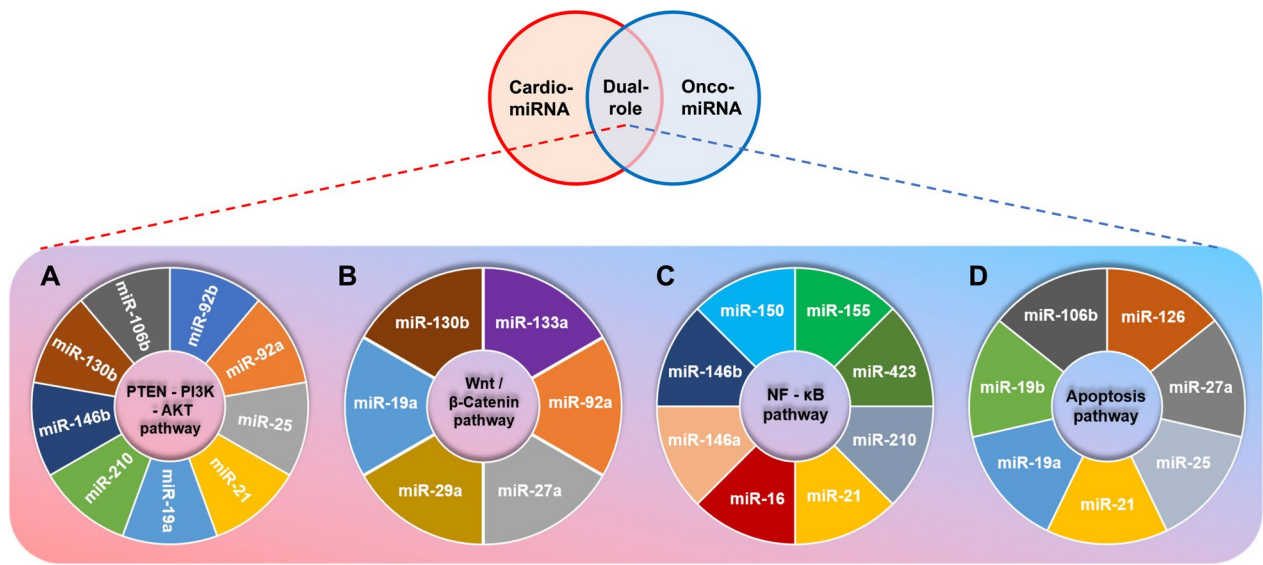 Cardio-
miRNA
Dual-
role
Onco-
miRNA
A
miR-92b
miR-92a
miR-25
miR-21
miR-19a
miR-210
miR-146b
miR-130b
miR-106b
PTEN - PI3K
- AKT
pathway
B
miR-133a
miR-92a
miR-27a
miR-29a
miR-19a
miR-130b
Wnt /
β-Catenin
pathway
C
miR-155
miR-423
miR-210
miR-21
miR-16
miR-146a
miR-146b
miR-150
NF - κB
pathway
D
miR-126
miR-27a
miR-25
miR-21
miR-19a
miR-19b
miR-106b
Apoptosis
pathway